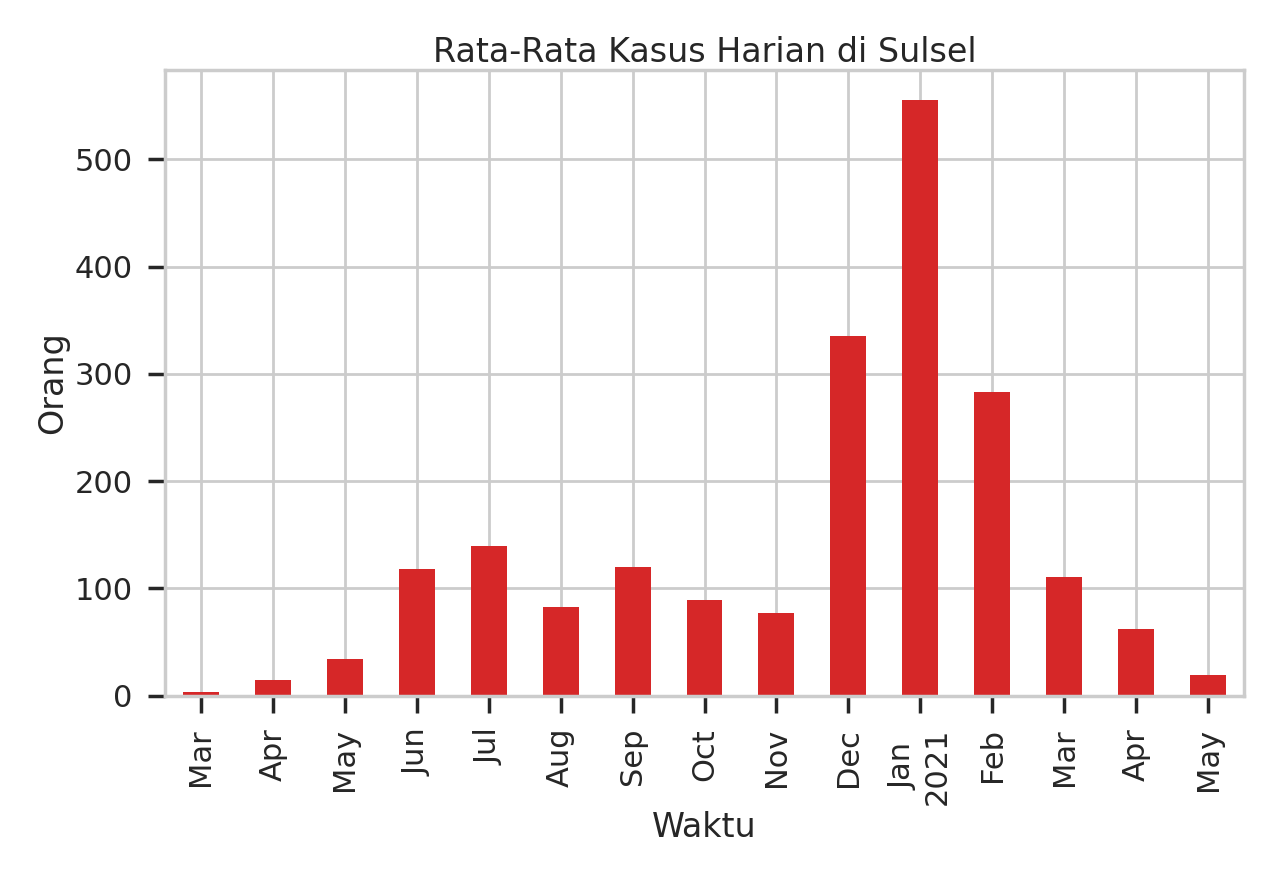 Rata-Rata Kasus Harian di Sulsel
Orang
500
400
300
200
100
0
Mar
Apr
May
Jun
Jul
Aug
Sep
Oct
Nov
Dec
Jan
2021
Feb
Mar
Apr
May
Waktu